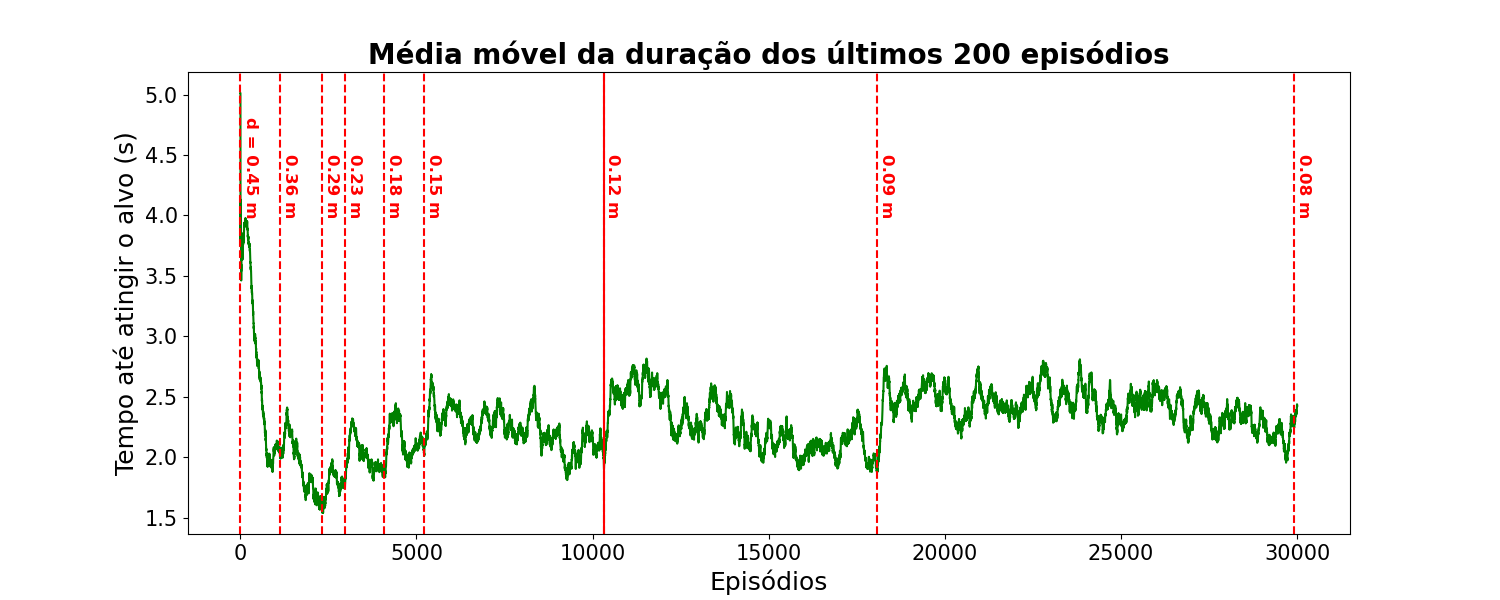 Média móvel da duração dos últimos 200 episódios
Tempo até atingir o alvo (s)
5.0
4.5
4.0
3.5
3.0
2.5
2.0
1.5
d = 0.45 m
0.36 m
0.29 m
0.23 m
0.18 m
0.15 m
0.12 m
0.09 m
0.08 m
0
5000
10000
15000
20000
25000
30000
Episódios